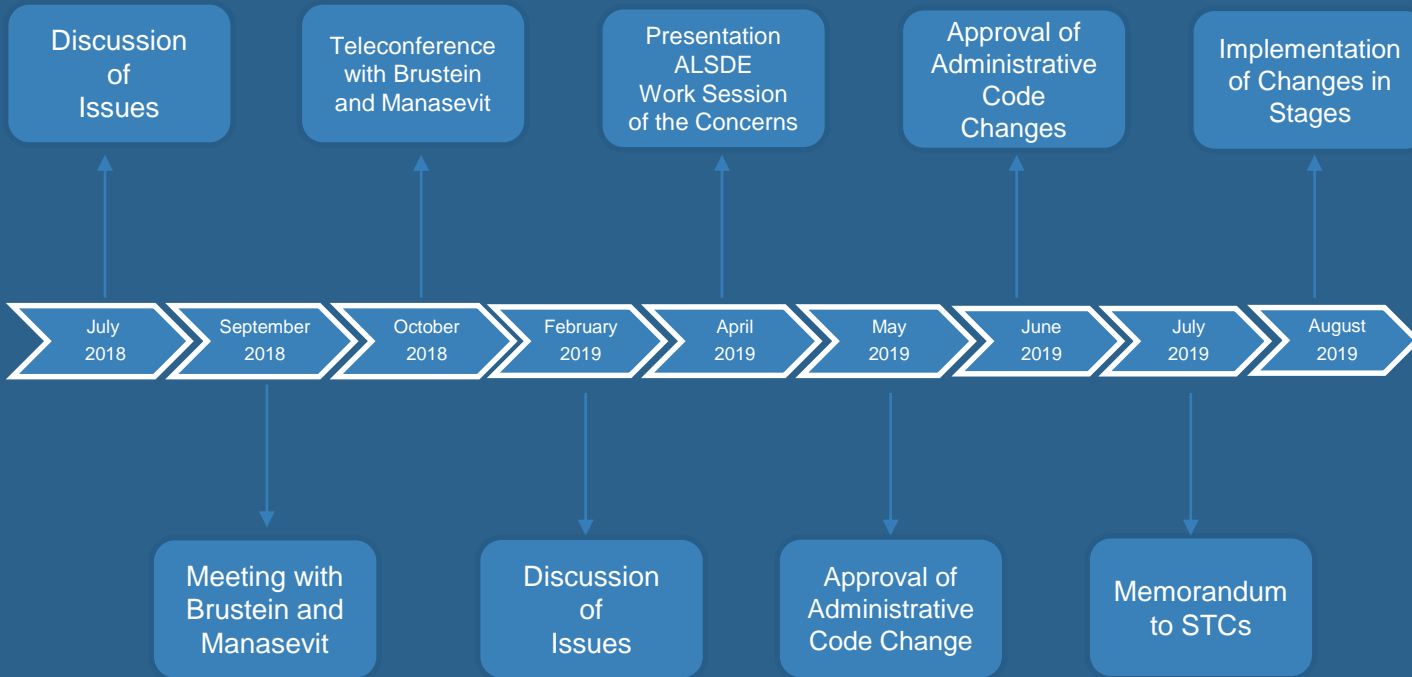 Discussion
of
Issues
Teleconference
with Brustein
and Manasevit
Presentation
ALSDE
Work Session
of the Concerns
Approval of
Administrative
Code
Changes
Implementation
of Changes in
Stages
July
2018
September
2018
October
2018
February
2019
April
2019
May
2019
June
2019
July
2019
August
2019
Meeting with
Brustein and
Manasevit
Discussion
of
Issues
Approval of
Administrative
Code Change
Memorandum
to STCs